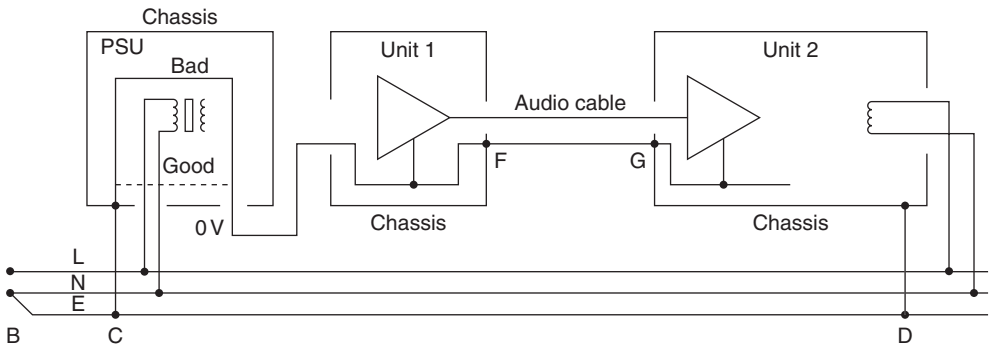 Chassis
PSU
Bad
Good
0 V
Unit 1
Chassis
Audio cable
F
G
Unit 2
Chassis
L
N
E
B
C
D